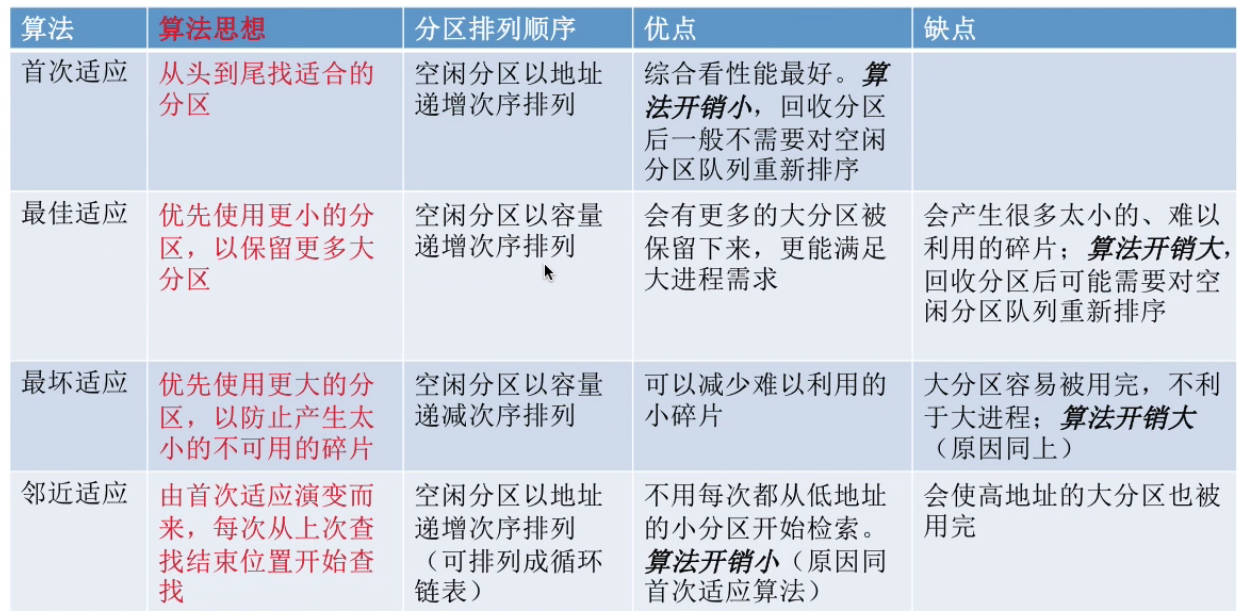 算法
算法思想
分区排列顺序
优点
缺点
首次适应
从头到尾找适合的
分区
空闲分区以地址
递增次序排列
综合看性能最好。算
法开销小，回收分区
后一般不需要对空闲
分区队列重新排序
最佳适应
优先使用更小的分
区，以保留更多大
分区
空闲分区以容量
递增次序排列
会有更多的大分区被
保留下来，更能满足
大进程需求
会产生很多太小的、难以
利用的碎片；算法开销大，
回收分区后可能需要对空
闲分区队列重新排序
最坏适应
优先使用更大的分
区，以防止产生太
小的不可用的碎片
空闲分区以容量
递减次序排列
可以减少难以利用的
小碎片
大分区容易被用完，不利
于大进程；算法开销大
（原因同上）
邻近适应
由首次适应演变而
来，每次从上次查
找结束位置开始查
找
空闲分区以地址
递增次序排列
（可排列成循环
链表）
不用每次都从低地址
的小分区开始检索。
算法开销小（原因同
首次适应算法）
会使高地址的大分区也被
用完